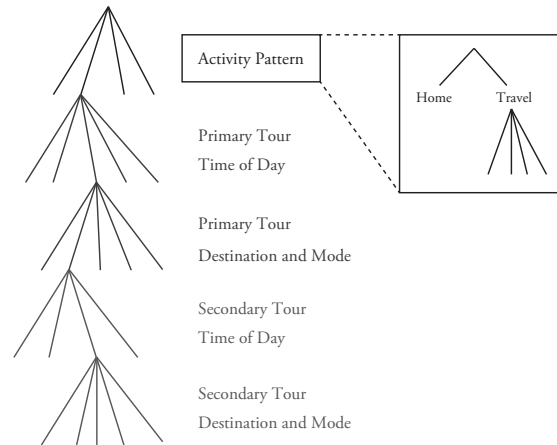 Activity Pattern
Home
Travel
Primary Tour
Time of Day
Primary Tour
Destination and Mode
Secondary Tour
Time of Day
Secondary Tour
Destination and Mode